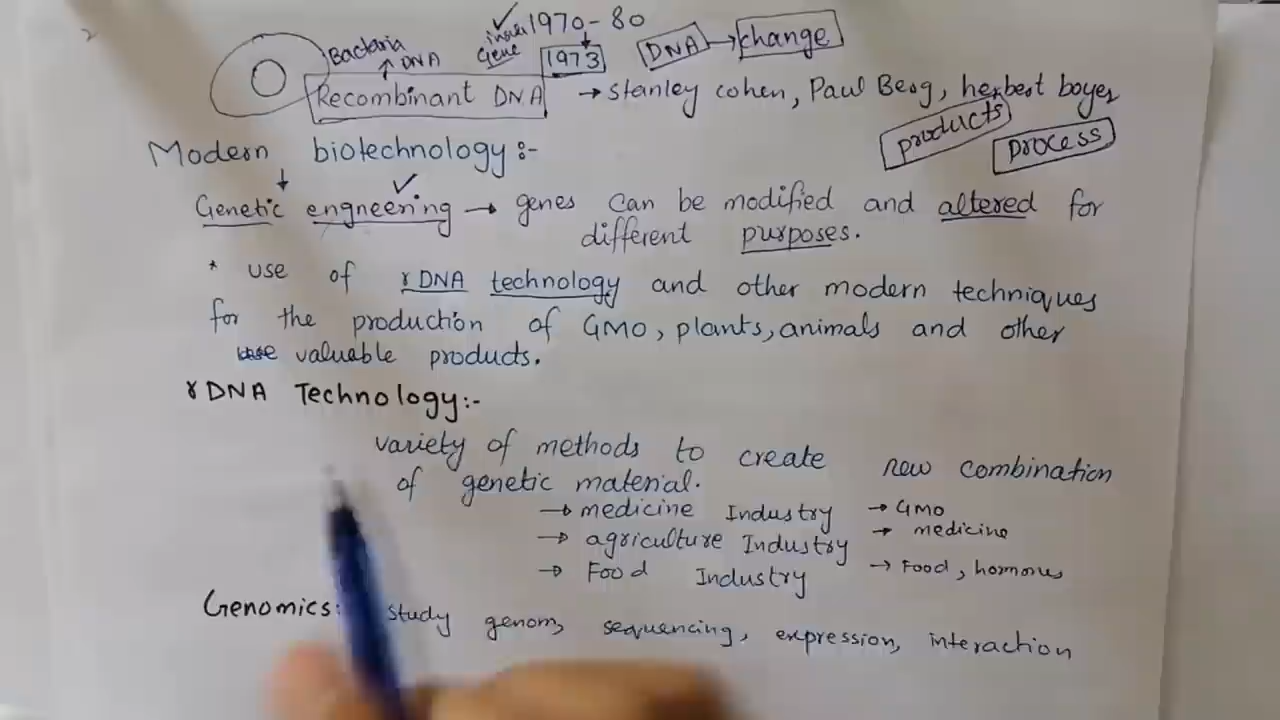 insert 1970-80
Bacteria DNA Gene 1973 DNA → change
Recombinant DNA → Stanley cohen, Paul Berg, herbert boyer
products process
Modern biotechnology :-
↓ ✓
Genetic engneering → genes can be modified and altered for
different purposes.
* use of rDNA technology and other modern techniques
for the production of GMO, plants, animals and other
valuable products.
rDNA Technology:-
variety of methods to create new combination
of genetic material.
→ medicine Industry → GMO
→ agriculture Industry → medicine
→ Food Industry → Food, hormones
Genomics: study genom, sequencing, expression, interaction